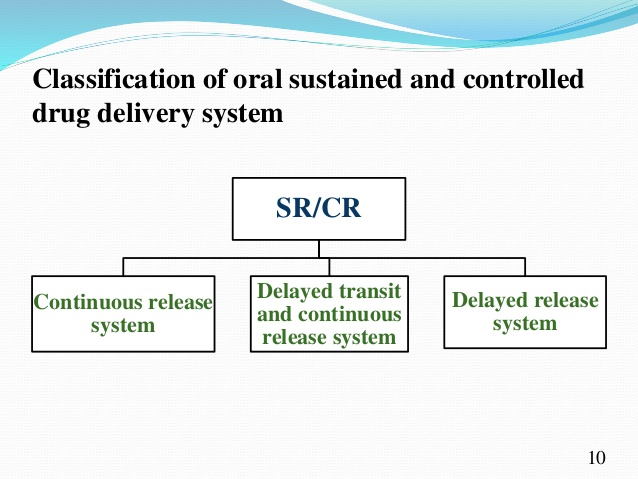 Classification of oral sustained and controlled
drug delivery system
SR/CR
Continuous release
system
Delayed transit
and continuous
release system
Delayed release
system
10